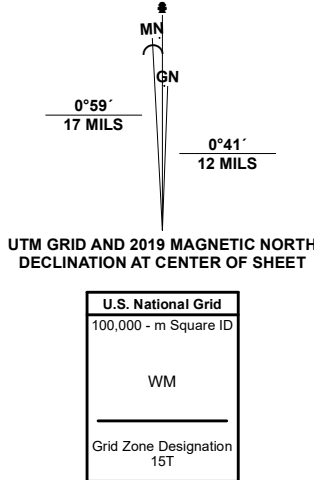 MN
GN
0°59´
17 MILS
0°41´
12 MILS
UTM GRID AND 2019 MAGNETIC NORTH
DECLINATION AT CENTER OF SHEET
U.S. National Grid
100,000 - m Square ID
WM
Grid Zone Designation
15T